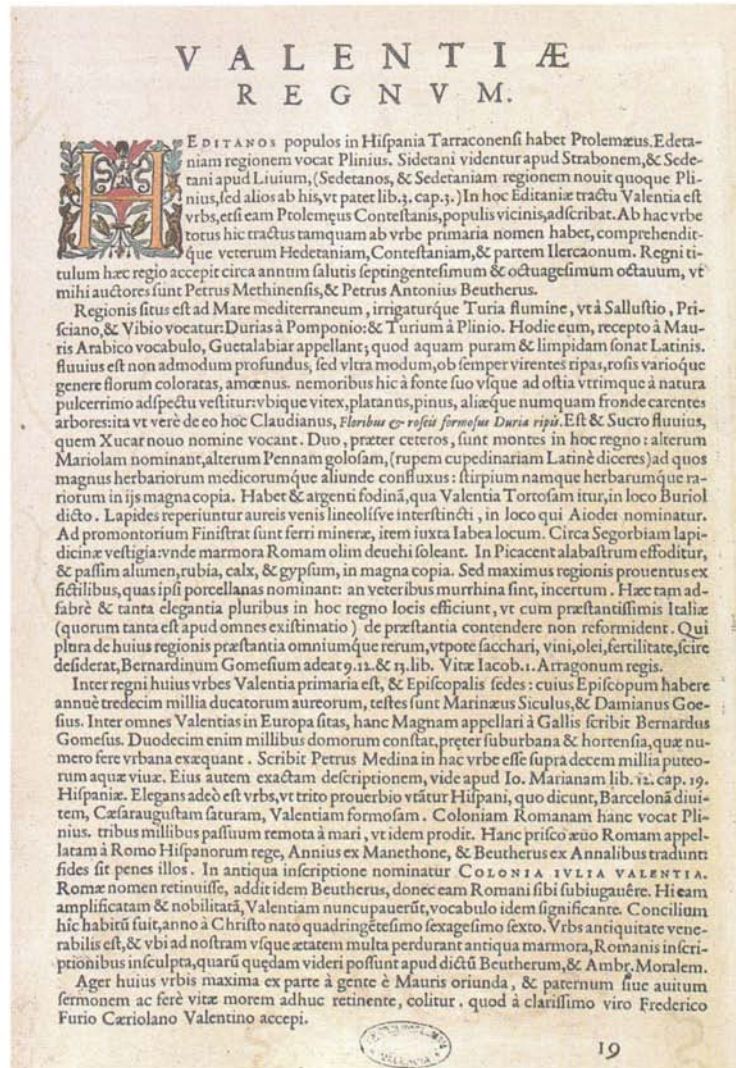 VALENTIÆ
REGNVM.
HEDITANOS populos in Hiſpania Tarraconenſi habet Ptolemæus. Edeta-
niam regionem vocat Plinius. Sidetani videntur apud Strabonem, & Sede-
tani apud Liuium, (Sedetanos, & Sedetaniam regionem nouit quoque Pli-
nius, ſed alios ab his, vt patet lib. 3. cap. 3.) In hoc Editaniæ tractu Valentia eſt
vrbs, etſi eam Ptolemęus Conteſtanis, populis vicinis, adſcribat. Ab hac vrbe
totus hic tractus tamquam ab vrbe primaria nomen habet, comprehendit-
q́ue veterum Hedetaniam, Conteſtaniam, & partem Ilercaonum. Regni ti-
tulum hæc regio accepit circa annum ſalutis ſeptingenteſimum & octuageſimum octauum, vt
mihi auctores ſunt Petrus Methinenſis, & Petrus Antonius Beutherus.
Regionis ſitus eſt ad Mare mediterraneum, irrigaturq́ue Turia flumine, vt à Salluſtio, Pri-
ſciano, & Vibio vocatur: Durias à Pomponio: & Turium à Plinio. Hodie eum, recepto à Mau-
ris Arabico vocabulo, Guetalabiar appellant; quod aquam puram & limpidam ſonat Latinis.
fluuius eſt non admodum profundus, ſed vltra modum, ob ſemper virentes ripas, roſis varioque
genere florum coloratas, amœnus. nemoribus hic à fonte ſuo vſque ad oſtia vtrimque à natura
pulcerrimo adſpectu veſtitur: vbique vitex, platanus, pinus, aliæque numquam fronde carentes
arbores: ita vt verè de eo hoc Claudianus, Floribus & roſeis formoſus Duria ripis. Eſt & Sucro fluuius,
quem Xucar nouo nomine vocant. Duo, præter ceteros, ſunt montes in hoc regno: alterum
Mariolam nominant, alterum Pennam goloſam, (rupem cupedinariam Latinè diceres) ad quos
magnus herbariorum medicorumq́ue aliunde confluxus: ſtirpium namque herbarumq́ue ra-
riorum in ijs magna copia. Habet & argenti fodinā, qua Valentia Tortoſam itur, in loco Buriol
dicto. Lapides reperiuntur aureis venis lineoliſve interſtincti, in loco qui Aioder nominatur.
Ad promontorium Finiſtrat ſunt ferri mineræ, item iuxta Iabea locum. Circa Segorbiam lapi-
dicinæ veſtigia: vnde marmora Romam olim deuehi ſoleant. In Picacent alabaſtrum effoditur,
& paſſim alumen, rubia, calx, & gypſum, in magna copia. Sed maximus regionis prouentus ex
fictilibus, quas ipſi porcellanas nominant: an veteribus murrhina ſint, incertum. Hæc tam ad-
fabrè & tanta elegantia pluribus in hoc regno locis efficiunt, vt cum præſtantiſſimis Italiæ
(quorum tanta eſt apud omnes exiſtimatio) de præſtantia contendere non reformident. Qui
plura de huius regionis præſtantia omniumque rerum, vtpote ſacchari, vini, olei, fertilitate, ſcire
deſiderat, Bernardinum Gomeſium adeat 9. 12. & 13. lib. Vitæ Iacob. 1. Arragonum regis.
Inter regni huius vrbes Valentia primaria eſt, & Epiſcopalis ſedes: cuius Epiſcopum habere
annuè tredecim millia ducatorum aureorum, teſtes ſunt Marinæus Siculus, & Damianus Goe-
ſius. Inter omnes Valentias in Europa ſitas, hanc Magnam appellari à Gallis ſcribit Bernardus
Gomeſus. Duodecim enim millibus domorum conſtat, pręter ſuburbana & hortenſia, quæ nu-
mero fere vrbana exæquant. Scribit Petrus Medina in hac vrbe eſſe ſupra decem millia puteo-
rum aquæ viuæ. Eius autem exactam deſcriptionem, vide apud Io. Marianam lib. 12. cap. 19.
Hiſpaniæ. Elegans adeò eſt vrbs, vt trito prouerbio vtātur Hiſpani, quo dicunt, Barcelonā diui-
tem, Cæſarauguſtam ſaturam, Valentiam formoſam. Coloniam Romanam hanc vocat Pli-
nius. tribus millibus paſſuum remota à mari, vt idem prodit. Hanc priſco æuo Romam appel-
latam à Romo Hiſpanorum rege, Annius ex Manethone, & Beutherus ex Annalibus tradunt:
fides ſit penes illos. In antiqua inſcriptione nominatur COLONIA IVLIA VALENTIA.
Romæ nomen retinuiſſe, addit idem Beutherus, donec eam Romani ſibi ſubiugauêre. Hi eam
amplificatam & nobilitatā, Valentiam nuncupauerūt, vocabulo idem ſignificante. Concilium
hîc habitū fuit, anno à Chriſto nato quadringēteſimo ſexageſimo ſexto. Vrbs antiquitate vene-
rabilis eſt, & vbi ad noſtram vſque ætatem multa perdurant antiqua marmora, Romanis inſcri-
ptionibus inſculpta, quarū quędam videri poſſunt apud dictū Beutherum, & Ambr. Moralem.
Ager huius vrbis maxima ex parte à gente è Mauris oriunda, & paternum ſiue auitum
ſermonem ac ferè vitæ morem adhuc retinente, colitur. quod à clariſſimo viro Frederico
Furio Cæriolano Valentino accepi.
19